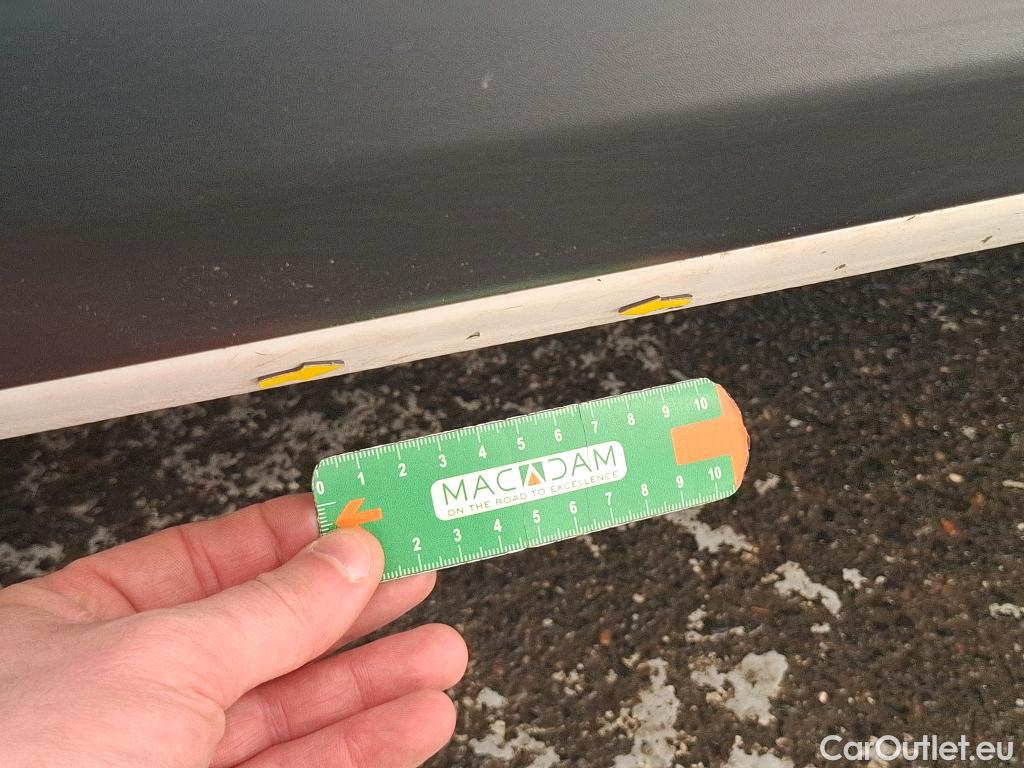 0 1 2 3 4 5 6 7 8 9 10
MACADAM
ON THE ROAD TO EXCELLENCE
2 3 4 5 6 7 8 9 10
CarOutlet.eu